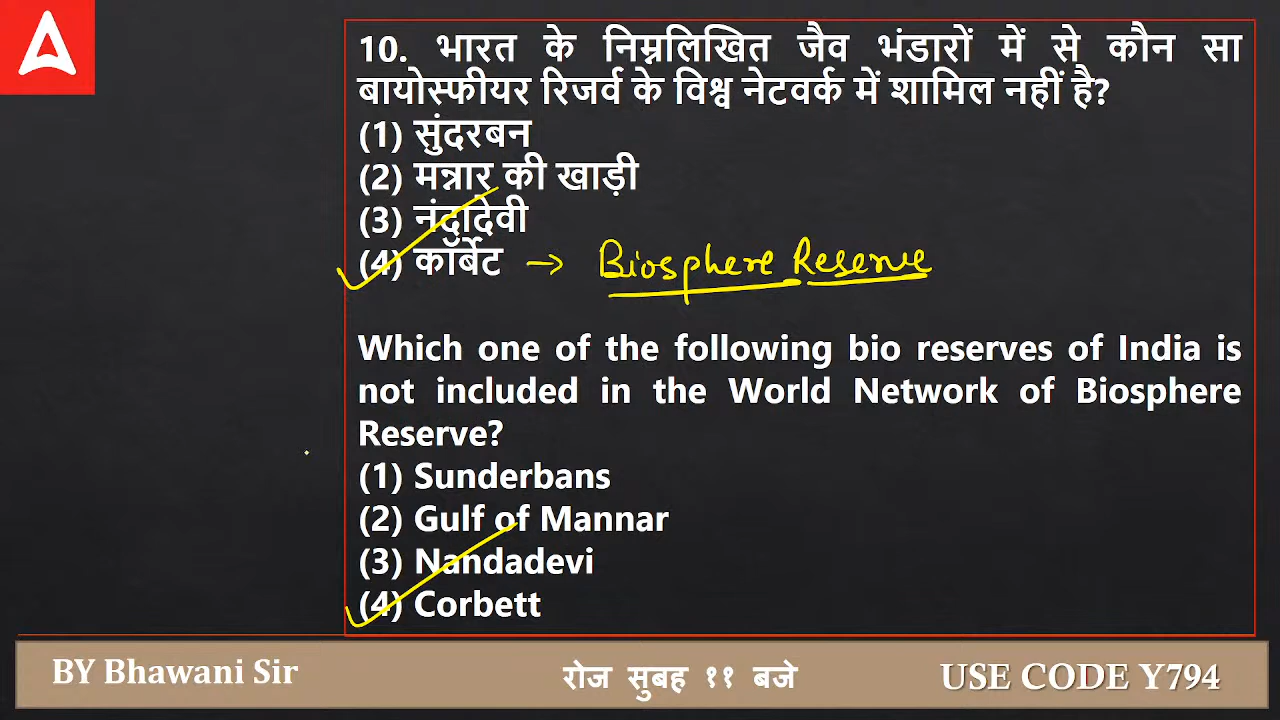 10. भारत के निम्नलिखित जैव भंडारों में से कौन सा
बायोस्फीयर रिजर्व के विश्व नेटवर्क में शामिल नहीं है?
(1) सुंदरबन
(2) मन्नार की खाड़ी
(3) नंदादेवी
(4) कॉर्बेट → Biosphere Reserve
Which one of the following bio reserves of India is
not included in the World Network of Biosphere
Reserve?
(1) Sunderbans
(2) Gulf of Mannar
(3) Nandadevi
(4) Corbett
BY Bhawani Sir रोज सुबह ११ बजे USE CODE Y794